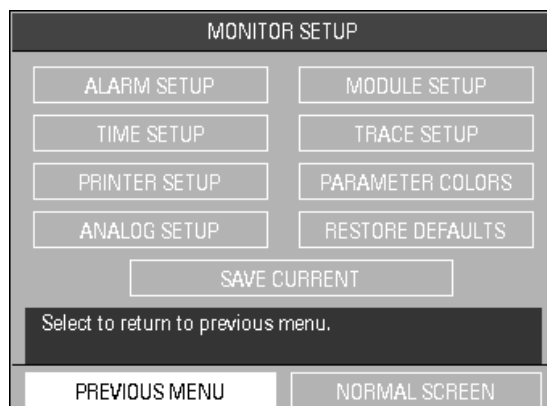 MONITOR SETUP
ALARM SETUP
MODULE SETUP
TIME SETUP
TRACE SETUP
PRINTER SETUP
PARAMETER COLORS
ANALOG SETUP
RESTORE DEFAULTS
SAVE CURRENT
Select to return to previous menu.
PREVIOUS MENU
NORMAL SCREEN